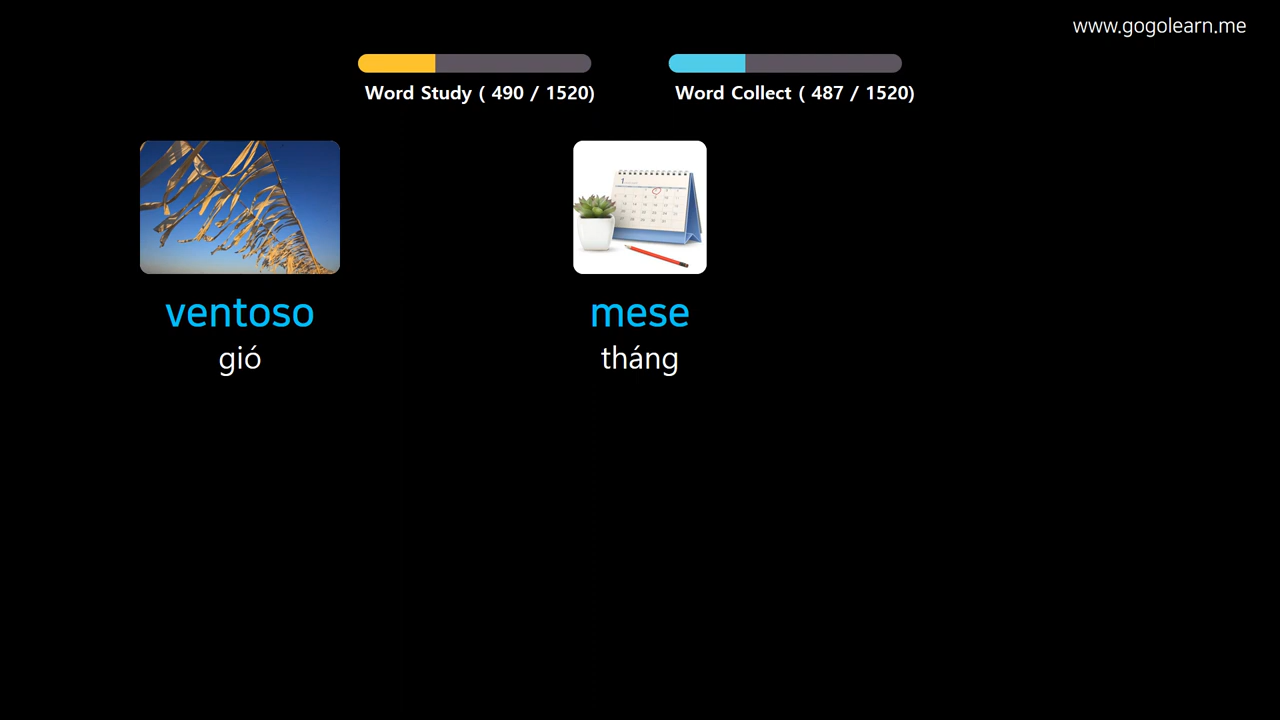 www.gogolearn.me
Word Study ( 490 / 1520)
Word Collect ( 487 / 1520)
ventoso
gió
mese
tháng